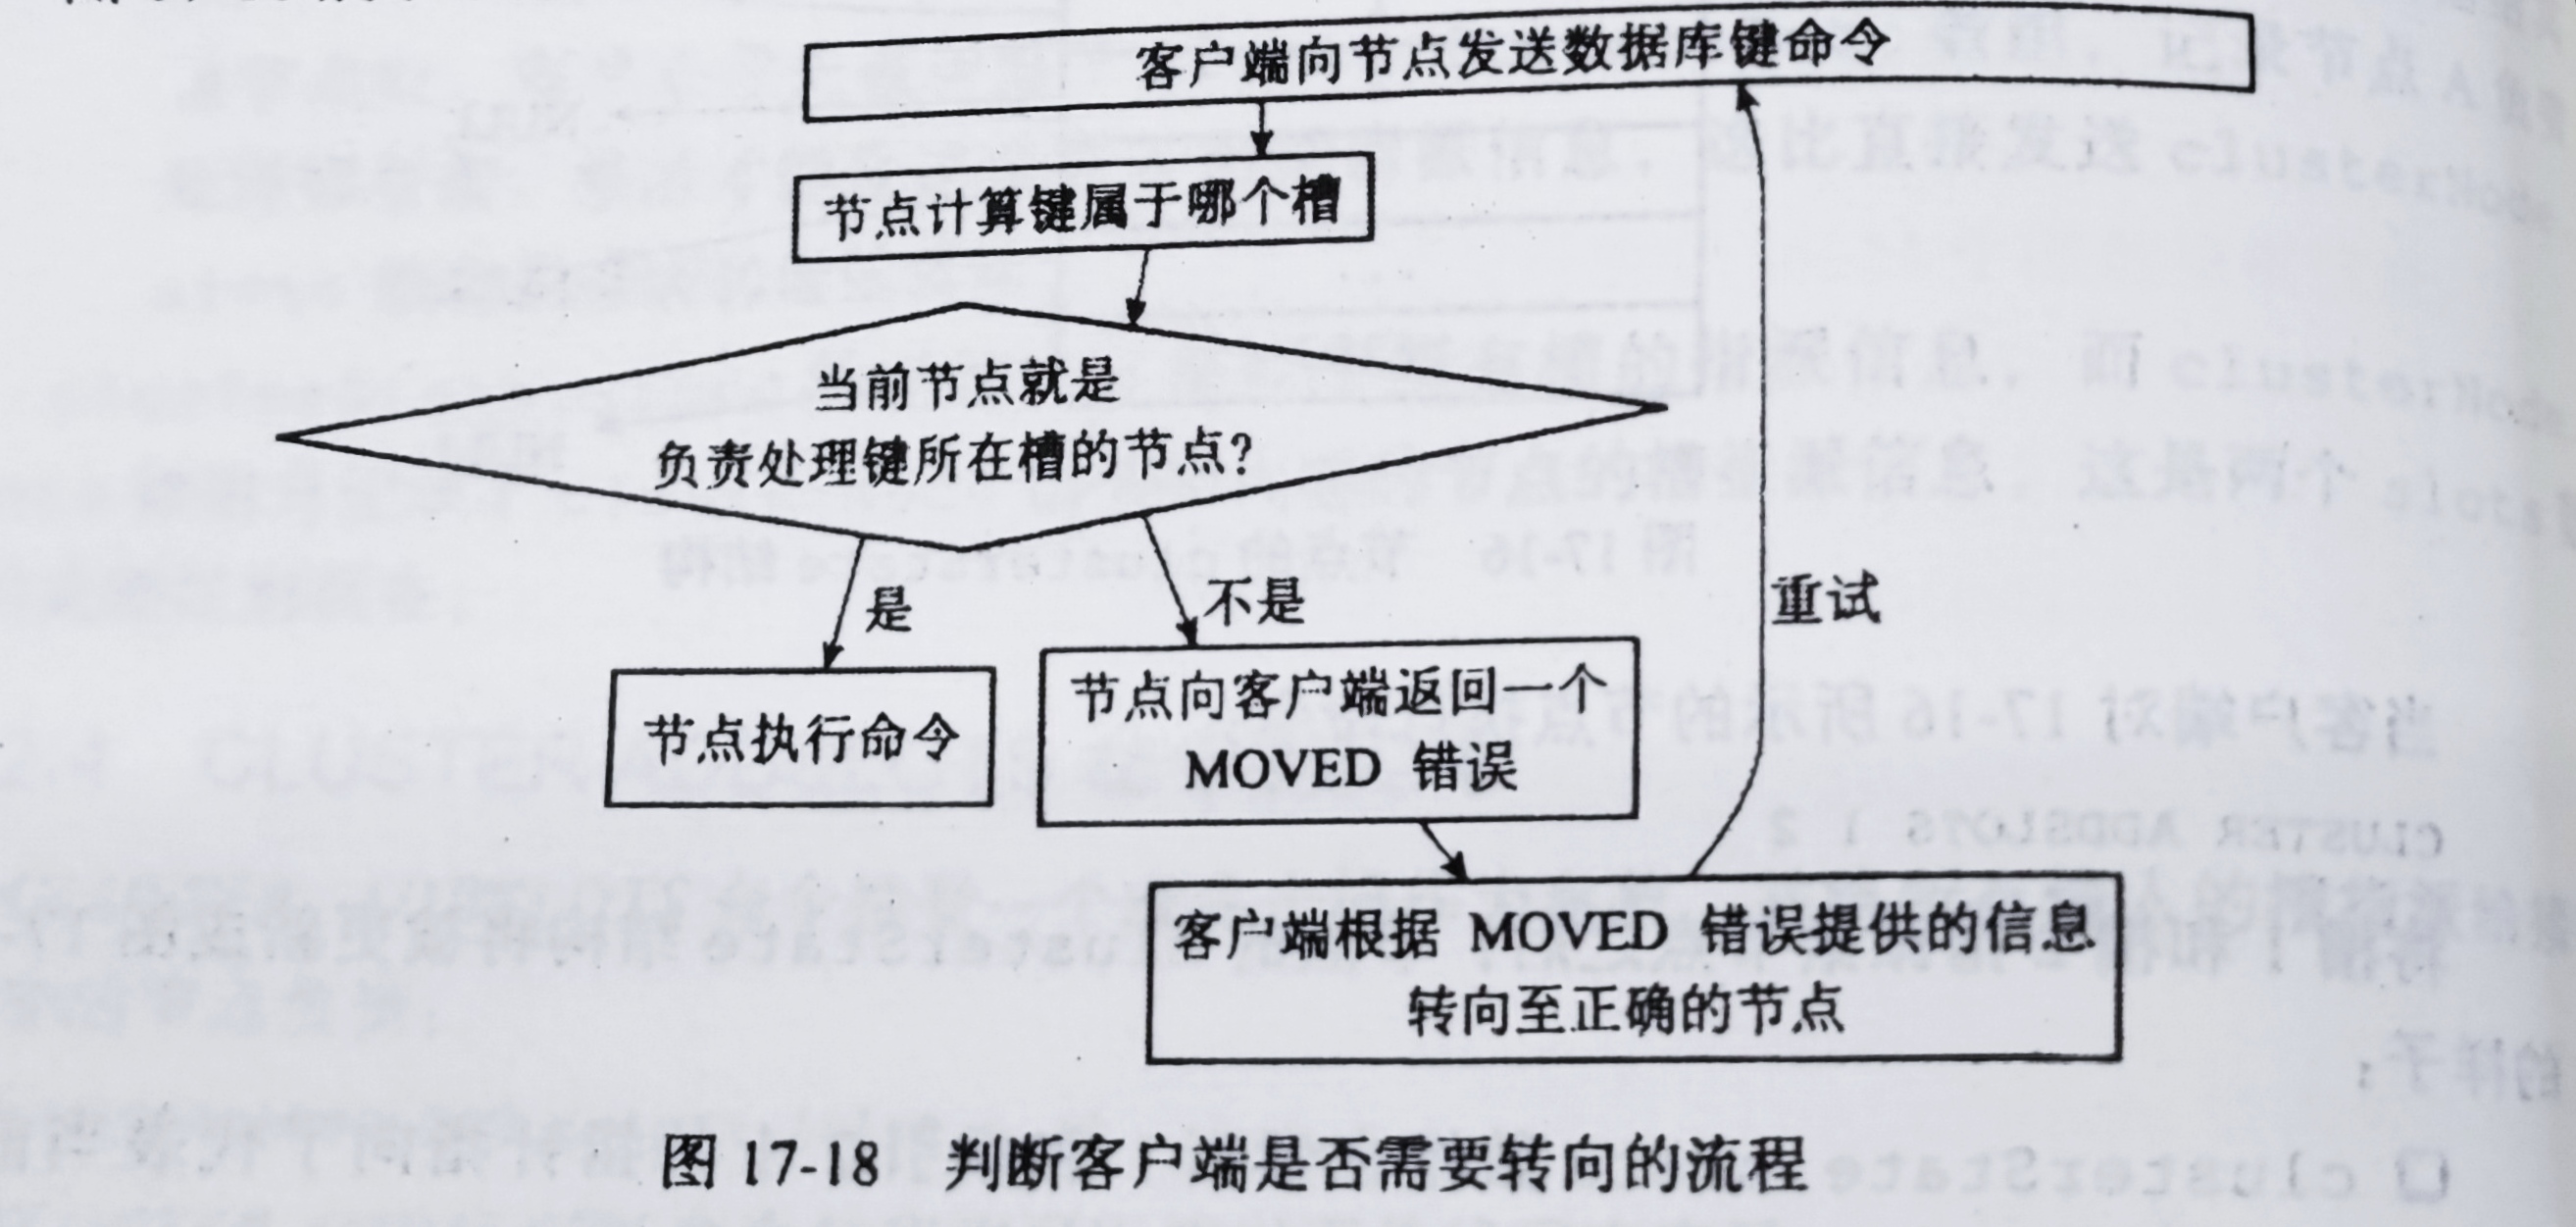 客户端向节点发送数据库键命令
节点计算键属于哪个槽
当前节点就是
负责处理键所在槽的节点?
是
不是
重试
节点执行命令
节点向客户端返回一个
MOVED 错误
客户端根据 MOVED 错误提供的信息
转向至正确的节点
图 17-18 判断客户端是否需要转向的流程